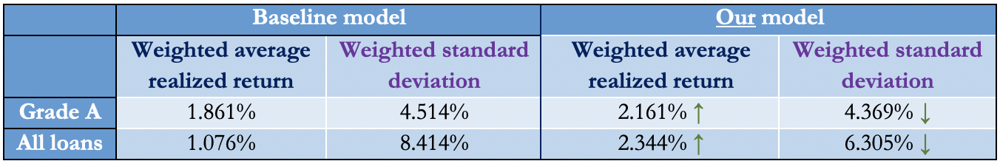 Baseline model Our model
Weighted average Weighted standard Weighted average Weighted standard
realized return deviation realized return deviation
Grade A 1.861% 4.514% 2.161% ↑ 4.369% ↓
All loans 1.076% 8.414% 2.344% ↑ 6.305% ↓